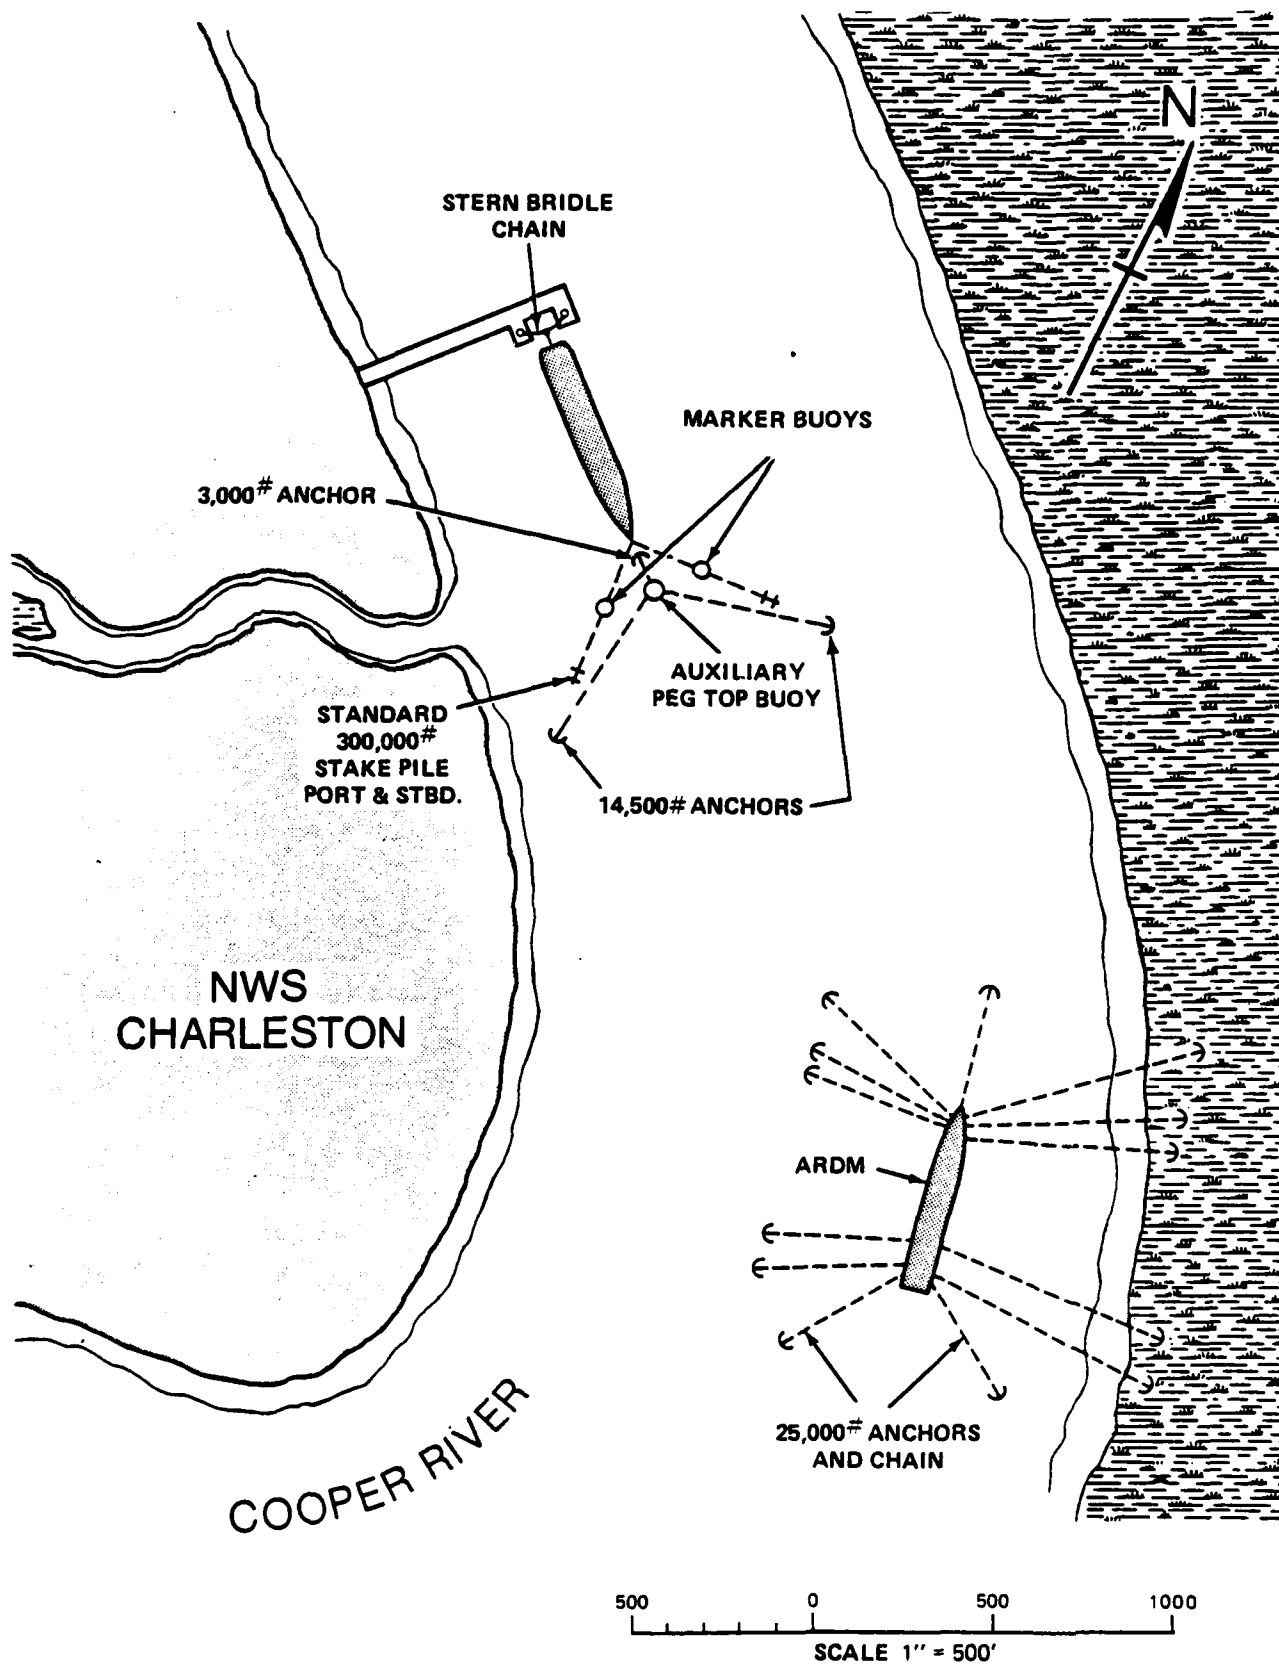 N
STERN BRIDLE
CHAIN
MARKER BUOYS
3,000# ANCHOR
AUXILIARY
PEG TOP BUOY
STANDARD
300,000#
STAKE PILE
PORT & STBD.
14,500# ANCHORS
NWS
CHARLESTON
ARDM
25,000# ANCHORS
AND CHAIN
COOPER RIVER
500 0 500 1000
SCALE 1" = 500'